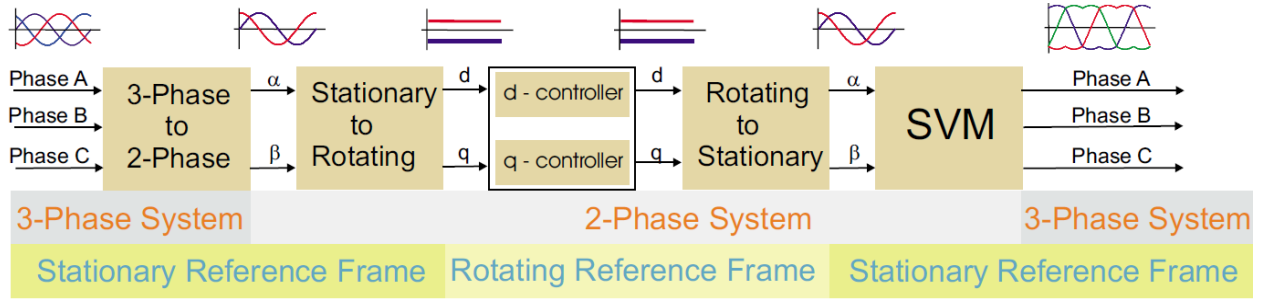 Phase A
Phase B
Phase C
3-Phase
to
2-Phase
α
β
Stationary
to
Rotating
d
q
d - controller
q - controller
d
q
Rotating
to
Stationary
α
β
SVM
Phase A
Phase B
Phase C
3-Phase System
2-Phase System
3-Phase System
Stationary Reference Frame
Rotating Reference Frame
Stationary Reference Frame